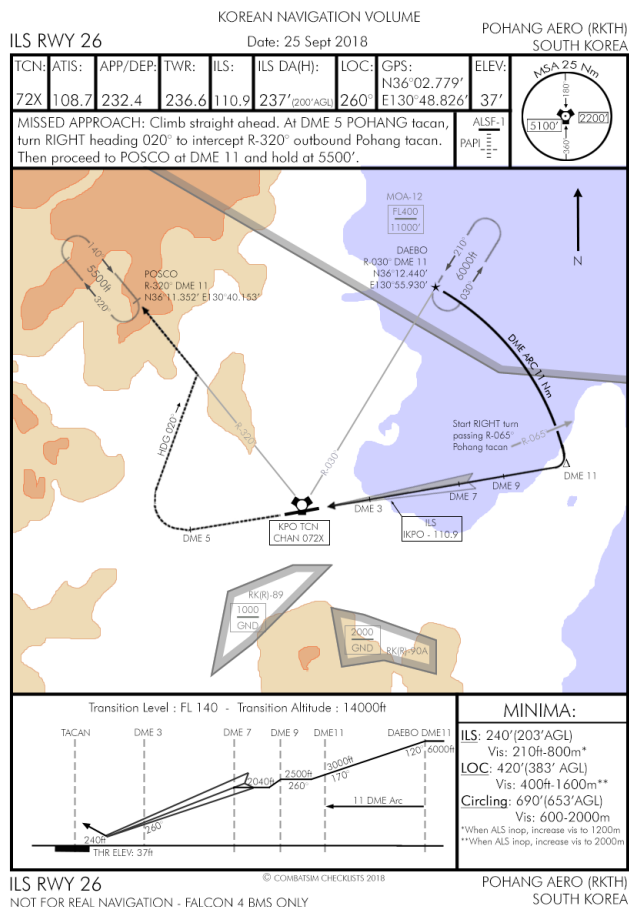 KOREAN NAVIGATION VOLUME
ILS RWY 26
Date: 25 Sept 2018
POHANG AERO (RKTH)
SOUTH KOREA
TCN: ATIS: APP/DEP: TWR: ILS: ILS DA(H): LOC: GPS: ELEV:
72X 108.7 232.4 236.6 110.9 237′(200′AGL) 260° N36°02.779′ E130°48.826′ 37′
MSA 25 Nm
180°
5100′
2200′
360°
MISSED APPROACH: Climb straight ahead. At DME 5 POHANG tacan,
turn RIGHT heading 020° to intercept R-320° outbound Pohang tacan.
Then proceed to POSCO at DME 11 and hold at 5500′.
ALSF-1
PAPI
MOA-12
FL400
11000′
DAEBO
R-030° DME 11
N36°12.440′
E130°55.930′
210°
6000ft
030°
N
140°
5500ft
320°
POSCO
R-320° DME 11
N36°11.352′ E130°40.153′
DME ARC 11 Nm
HDG 020°
R-320°
R-030°
Start RIGHT turn
passing R-065°
Pohang tacan
R-065°
DME 11
DME 9
DME 7
DME 3
DME 5
KPO TCN
CHAN 072X
ILS
IKPO - 110.9
RK(R)-89
1000
GND
2000
GND
RK(R)-90A
Transition Level : FL 140 - Transition Altitude : 14000ft
TACAN DME 3 DME 7 DME 9 DME11 DAEBO DME11
120° 6000ft
3000ft
170°
2500ft
260°
2040ft
11 DME Arc
260°
240ft
THR ELEV: 37ft
MINIMA:
ILS: 240′(203′AGL)
Vis: 210ft-800m*
LOC: 420′(383′ AGL)
Vis: 400ft-1600m**
Circling: 690′(653′AGL)
Vis: 600-2000m
*When ALS inop, increase vis to 1200m
**When ALS inop, increase vis to 2000m
© COMBATSIM CHECKLISTS 2018
ILS RWY 26
NOT FOR REAL NAVIGATION - FALCON 4 BMS ONLY
POHANG AERO (RKTH)
SOUTH KOREA